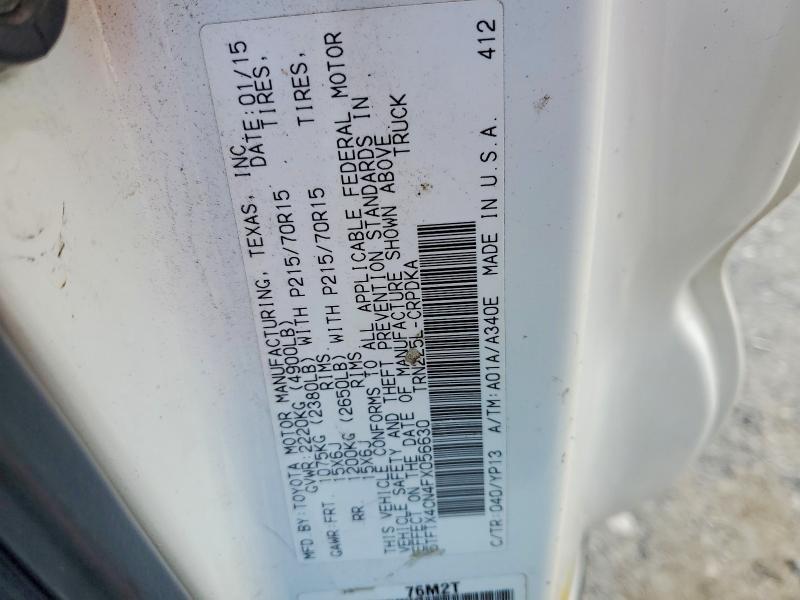 MFD BY: TOYOTA MOTOR MANUFACTURING, TEXAS, INC. DATE: 01/15
GVWR: 2220KG (4900LB)
GAWR FRT. 1075KG (2380LB) WITH P215/70R15 TIRES,
15X6J RIMS
RR. 1200KG (2650LB) WITH P215/70R15 TIRES,
15X6J RIMS
THIS VEHICLE CONFORMS TO ALL APPLICABLE FEDERAL MOTOR
VEHICLE SAFETY AND THEFT PREVENTION STANDARDS IN
EFFECT ON THE DATE OF MANUFACTURE SHOWN ABOVE
5TFTX4CN4FX056630 TRN225L-CRPDKA TRUCK
C/TR: 040/YP13 A/TM: A01A/A340E MADE IN U.S.A. 412
76M2T